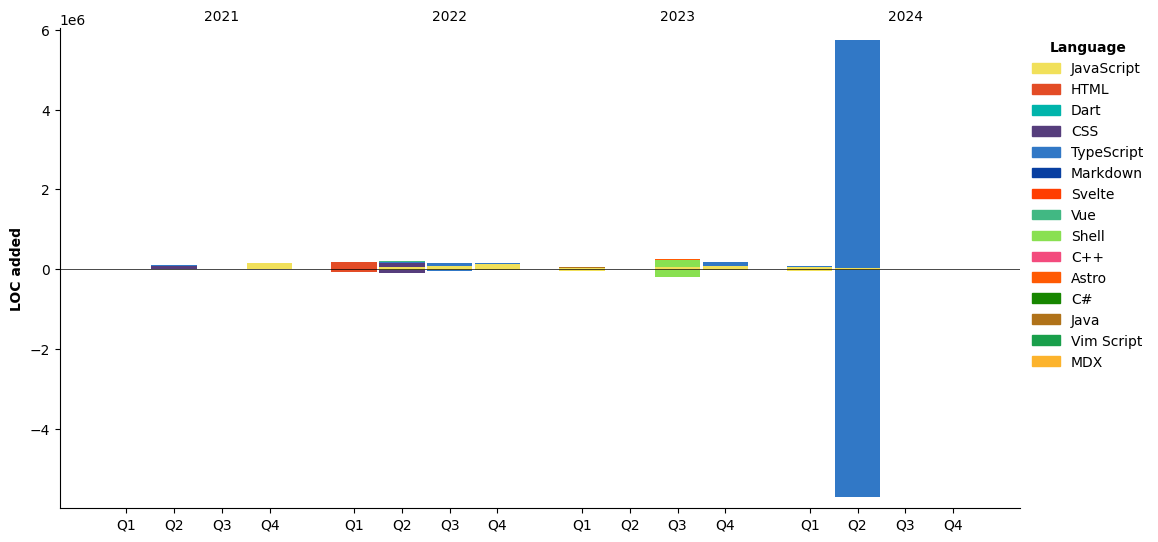 1e6
2021 2022 2023 2024
6
4
2
0
−2
−4
LOC added
Q1 Q2 Q3 Q4 Q1 Q2 Q3 Q4 Q1 Q2 Q3 Q4 Q1 Q2 Q3 Q4
Language
JavaScript
HTML
Dart
CSS
TypeScript
Markdown
Svelte
Vue
Shell
C++
Astro
C#
Java
Vim Script
MDX